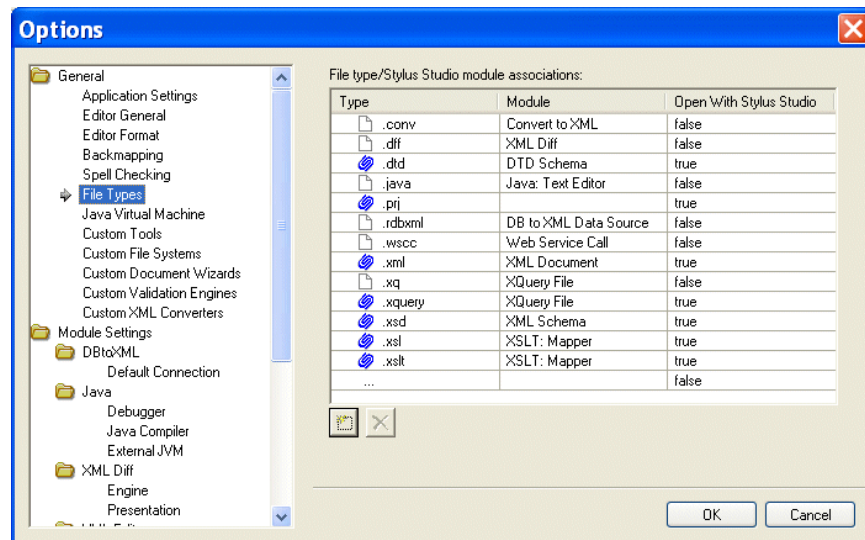 Options
General
Application Settings
Editor General
Editor Format
Backmapping
Spell Checking
File Types
Java Virtual Machine
Custom Tools
Custom File Systems
Custom Document Wizards
Custom Validation Engines
Custom XML Converters
Module Settings
DBtoXML
Default Connection
Java
Debugger
Java Compiler
External JVM
XML Diff
Engine
Presentation
File type/Stylus Studio module associations:
Type Module Open With Stylus Studio
.conv Convert to XML false
.dff XML Diff false
.dtd DTD Schema true
.java Java: Text Editor false
.prj true
.rdbxml DB to XML Data Source false
.wscc Web Service Call false
.xml XML Document true
.xq XQuery File false
.xquery XQuery File true
.xsd XML Schema true
.xsl XSLT: Mapper true
.xslt XSLT: Mapper true
... false
OK Cancel